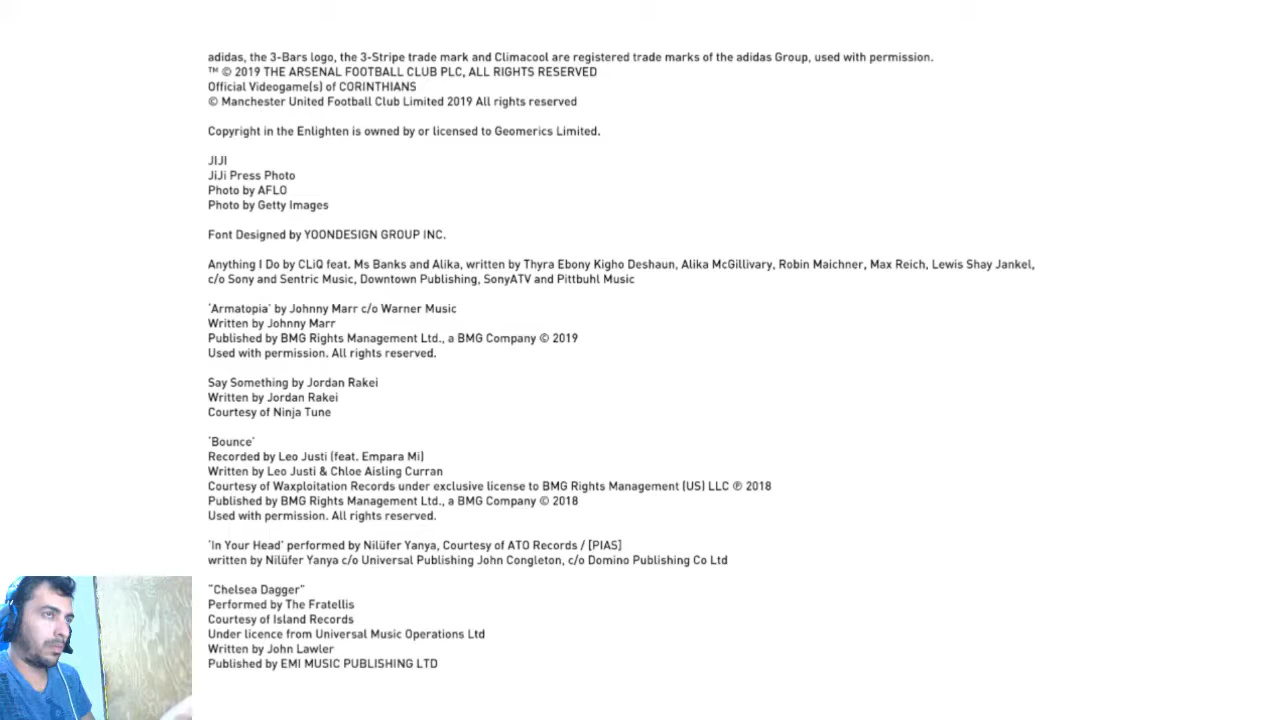 adidas, the 3-Bars logo, the 3-Stripe trade mark and Climacool are registered trade marks of the adidas Group, used with permission.
™ © 2019 THE ARSENAL FOOTBALL CLUB PLC, ALL RIGHTS RESERVED
Official Videogame(s) of CORINTHIANS
© Manchester United Football Club Limited 2019 All rights reserved
Copyright in the Enlighten is owned by or licensed to Geomerics Limited.
JIJI
JiJi Press Photo
Photo by AFLO
Photo by Getty Images
Font Designed by YOONDESIGN GROUP INC.
Anything I Do by CLiQ feat. Ms Banks and Alika, written by Thyra Ebony Kigho Deshaun, Alika McGillivary, Robin Maichner, Max Reich, Lewis Shay Jankel,
c/o Sony and Sentric Music, Downtown Publishing, SonyATV and Pittbuhl Music
'Armatopia' by Johnny Marr c/o Warner Music
Written by Johnny Marr
Published by BMG Rights Management Ltd., a BMG Company © 2019
Used with permission. All rights reserved.
Say Something by Jordan Rakei
Written by Jordan Rakei
Courtesy of Ninja Tune
'Bounce'
Recorded by Leo Justi (feat. Empara Mi)
Written by Leo Justi & Chloe Aisling Curran
Courtesy of Waxploitation Records under exclusive license to BMG Rights Management (US) LLC ℗ 2018
Published by BMG Rights Management Ltd., a BMG Company © 2018
Used with permission. All rights reserved.
'In Your Head' performed by Nilüfer Yanya, Courtesy of ATO Records / [PIAS]
written by Nilüfer Yanya c/o Universal Publishing John Congleton, c/o Domino Publishing Co Ltd
"Chelsea Dagger"
Performed by The Fratellis
Courtesy of Island Records
Under licence from Universal Music Operations Ltd
Written by John Lawler
Published by EMI MUSIC PUBLISHING LTD